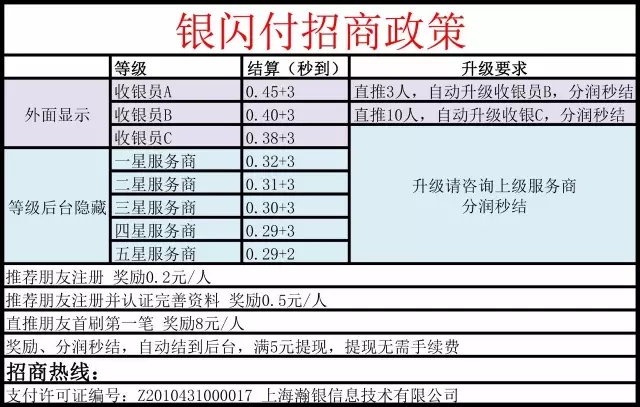 银闪付招商政策
等级 结算（秒到） 升级要求
外面显示 收银员A 0.45+3 直推3人，自动升级收银员B，分润秒结
收银员B 0.40+3 直推10人，自动升级收银C，分润秒结
收银员C 0.38+3
等级后台隐藏 一星服务商 0.32+3
二星服务商 0.31+3
三星服务商 0.30+3
四星服务商 0.29+3
五星服务商 0.29+2
升级请咨询上级服务商
分润秒结
推荐朋友注册 奖励0.2元/人
推荐朋友注册并认证完善资料 奖励0.5元/人
直推朋友首刷第一笔 奖励8元/人
奖励、分润秒结，自动结到后台，满5元提现，提现无需手续费
招商热线：
支付许可证编号：Z2010431000017 上海瀚银信息技术有限公司